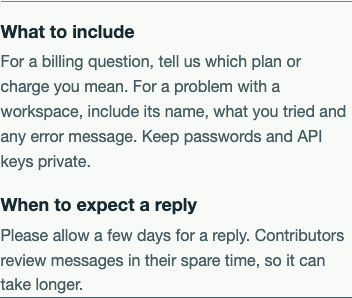 What to include
For a billing question, tell us which plan or
charge you mean. For a problem with a
workspace, include its name, what you tried and
any error message. Keep passwords and API
keys private.
When to expect a reply
Please allow a few days for a reply. Contributors
review messages in their spare time, so it can
take longer.